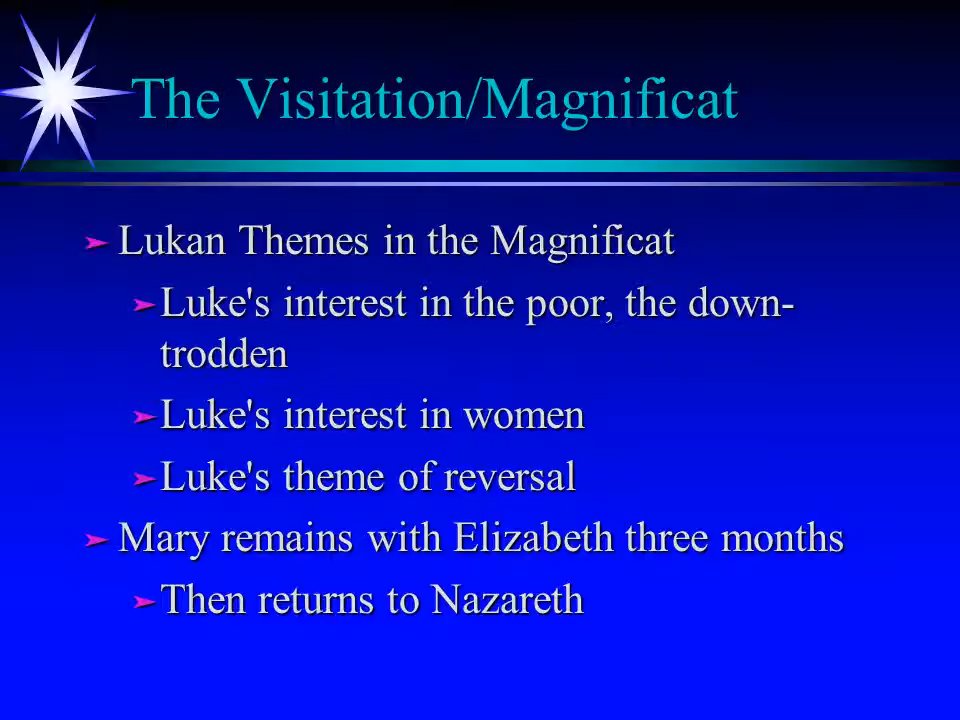 The Visitation/Magnificat
Lukan Themes in the Magnificat
Luke's interest in the poor, the down-
trodden
Luke's interest in women
Luke's theme of reversal
Mary remains with Elizabeth three months
Then returns to Nazareth